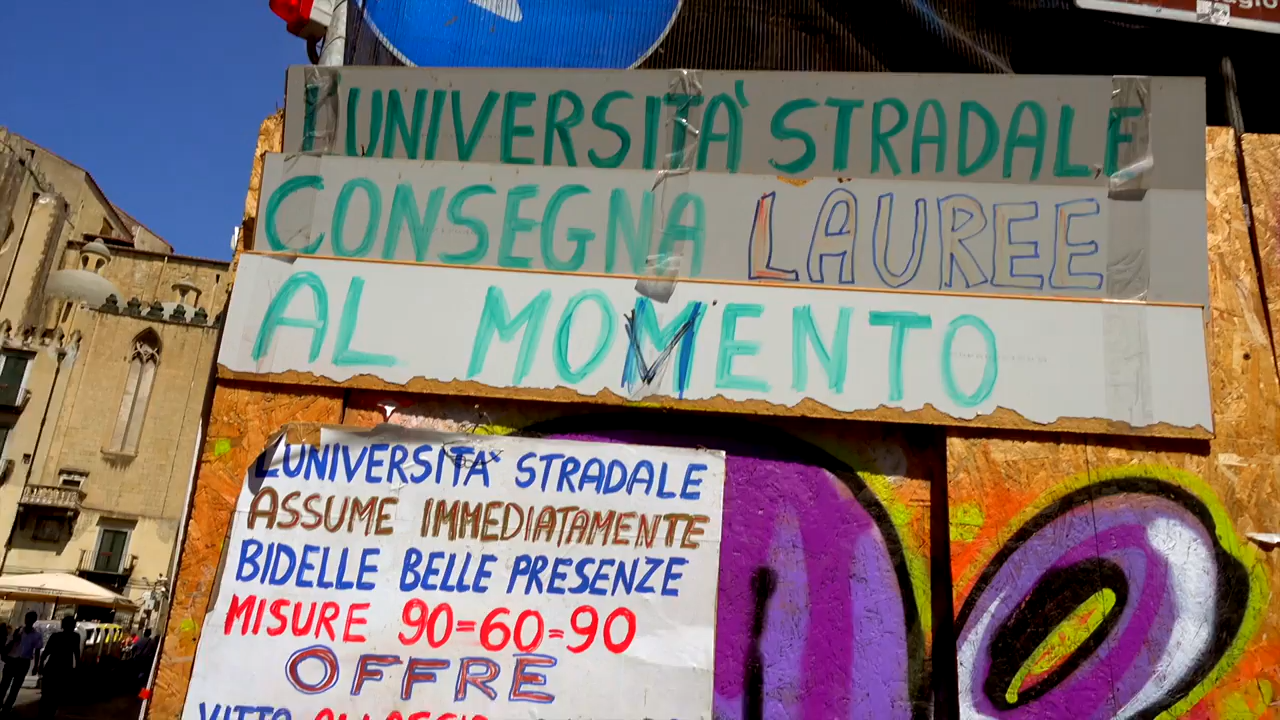 L'UNIVERSITÀ STRADALE
CONSEGNA LAUREE
AL MOMENTO
L'UNIVERSITÀ STRADALE
ASSUME IMMEDIATAMENTE
BIDELLE BELLE PRESENZE
MISURE 90=60=90
OFFRE
VITTO ALLOGGIO